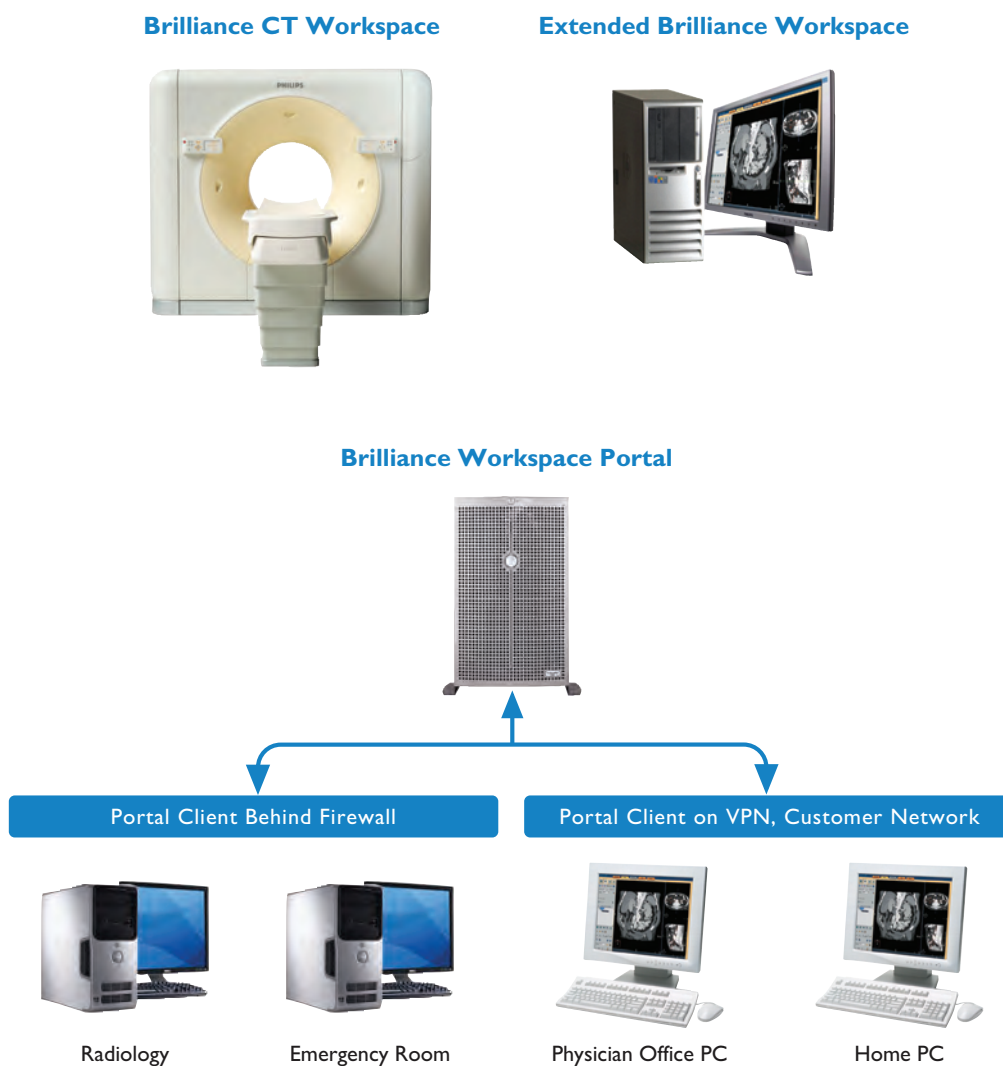 Brilliance CT Workspace
Extended Brilliance Workspace
PHILIPS
Brilliance Workspace Portal
Portal Client Behind Firewall
Portal Client on VPN, Customer Network
Radiology
Emergency Room
Physician Office PC
Home PC